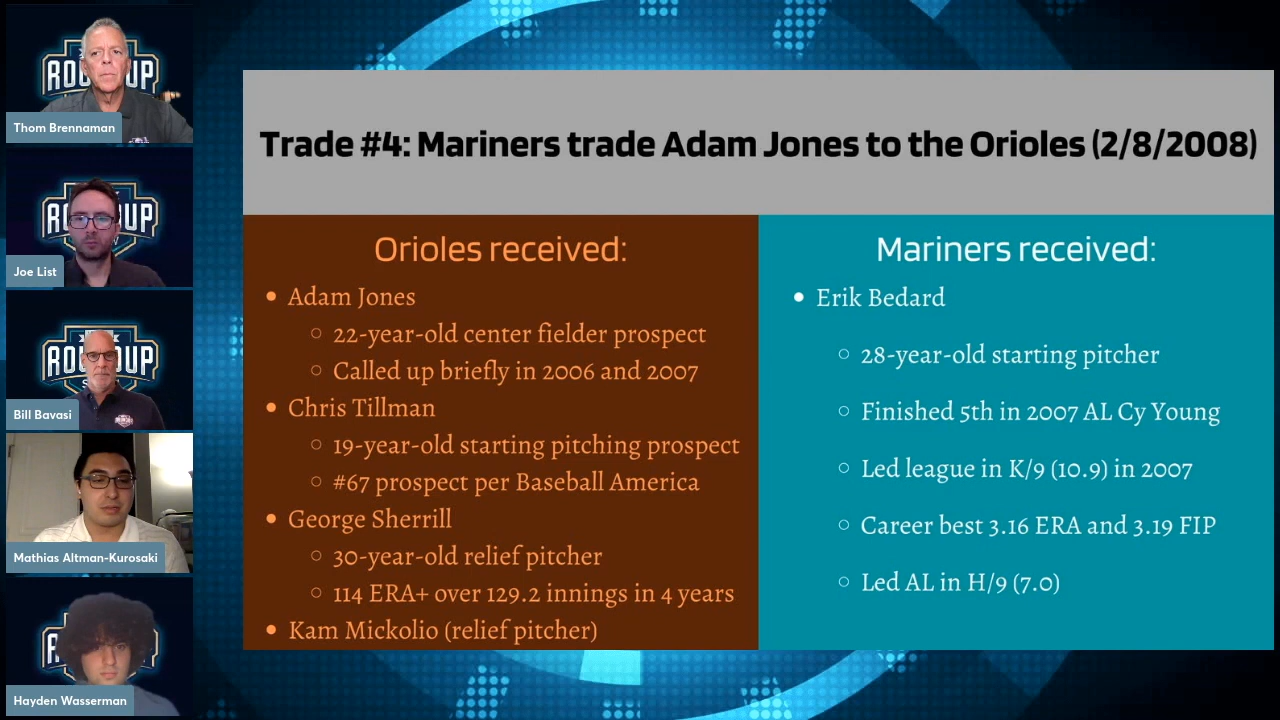 Thom Brennaman
Joe List
Bill Bavasi
Mathias Altman-Kurosaki
Hayden Wasserman
Trade #4: Mariners trade Adam Jones to the Orioles (2/8/2008)
Orioles received:
• Adam Jones
○ 22-year-old center fielder prospect
○ Called up briefly in 2006 and 2007
• Chris Tillman
○ 19-year-old starting pitching prospect
○ #67 prospect per Baseball America
• George Sherrill
○ 30-year-old relief pitcher
○ 114 ERA+ over 129.2 innings in 4 years
• Kam Mickolio (relief pitcher)
Mariners received:
• Erik Bedard
○ 28-year-old starting pitcher
○ Finished 5th in 2007 AL Cy Young
○ Led league in K/9 (10.9) in 2007
○ Career best 3.16 ERA and 3.19 FIP
○ Led AL in H/9 (7.0)